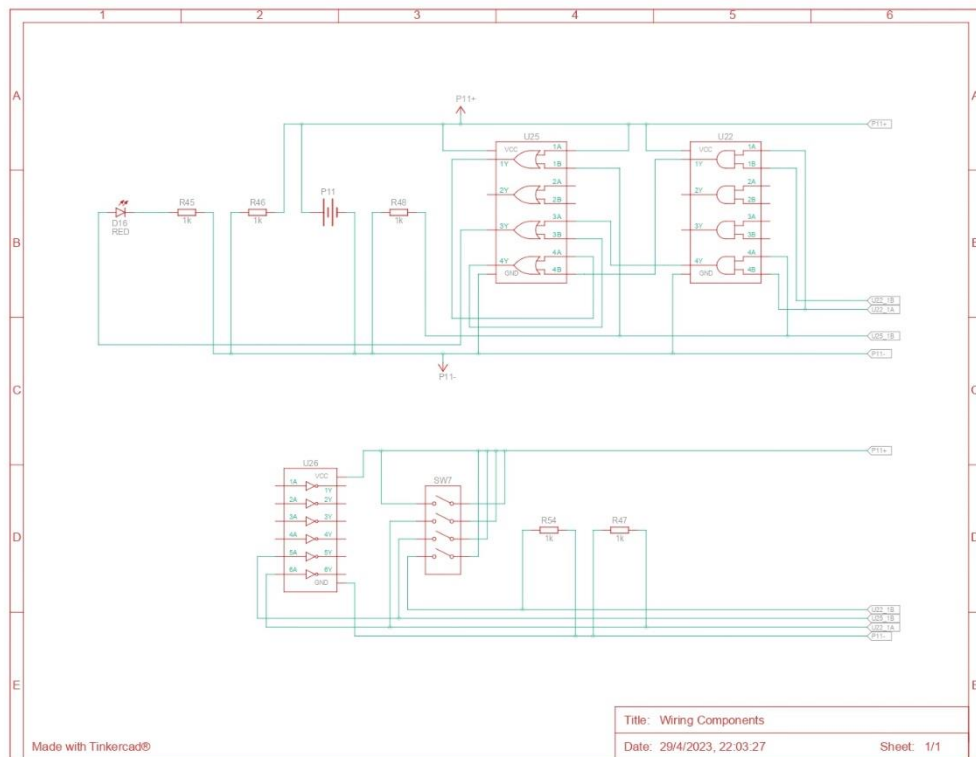 1 2 3 4 5 6
A A
P11+
P11+
U25 U22
VCC 1A VCC 1A
1Y 1B 1Y 1B
2Y 2A 2Y 2A
2B 2B
3Y 3A 3Y 3A
3B 3B
4Y 4A 4Y 4A
GND 4B GND 4B
B B
D16
RED
R45
1k
R46
1k
P11
R48
1k
U22_1B
U22_1A
U25_1B
P11-
P11-
C C
P11+
U26
VCC
1A 1Y
2A 2Y
3A 3Y
4A 4Y
5A 5Y
6A 6Y
GND
SW7
R54
1k
R47
1k
D D
U22_1B
U25_1B
U22_1A
P11-
E E
Title: Wiring Components
Made with Tinkercad®
Date: 29/4/2023, 22:03:27 Sheet: 1/1